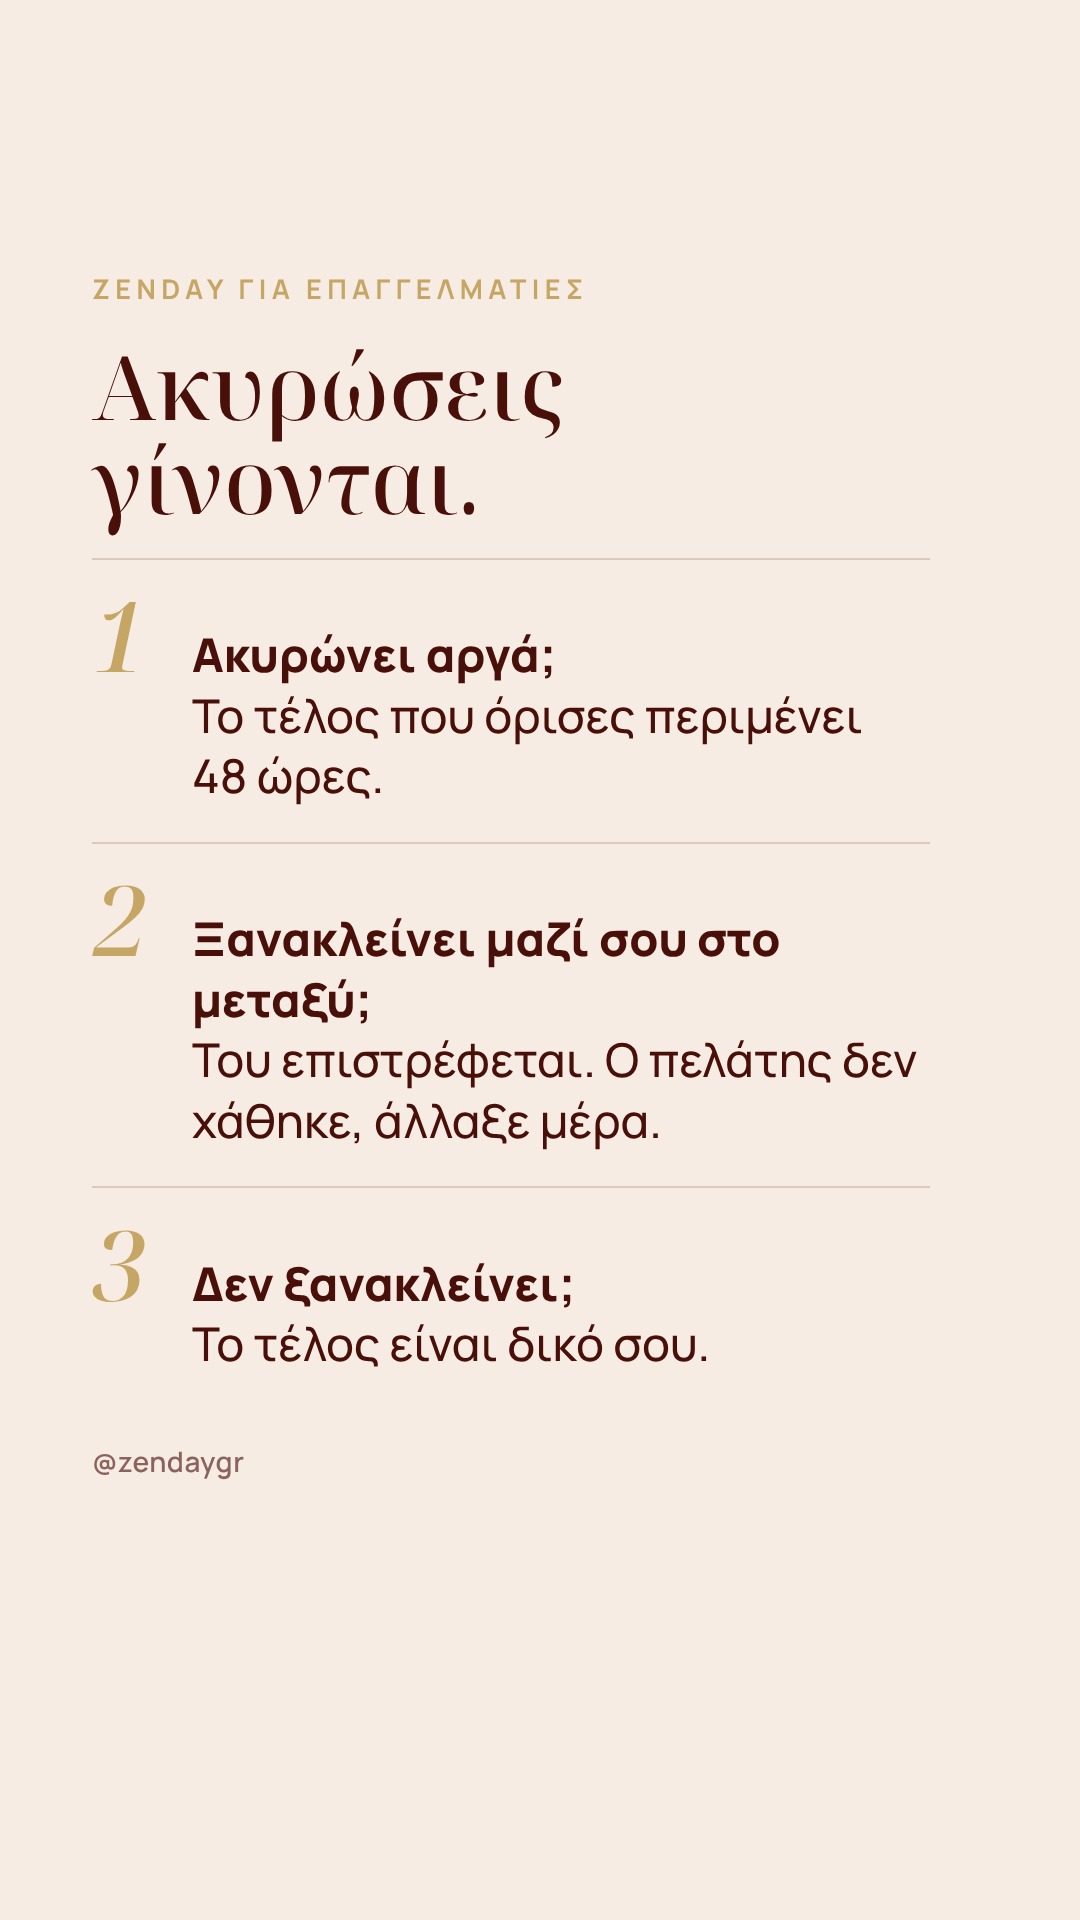 ZENDAY ΓΙΑ ΕΠΑΓΓΕΛΜΑΤΙΕΣ
Ακυρώσεις
γίνονται.
1
Ακυρώνει αργά;
Το τέλος που όρισες περιμένει
48 ώρες.
2
Ξανακλείνει μαζί σου στο
μεταξύ;
Του επιστρέφεται. Ο πελάτης δεν
χάθηκε, άλλαξε μέρα.
3
Δεν ξανακλείνει;
Το τέλος είναι δικό σου.
@zendaygr